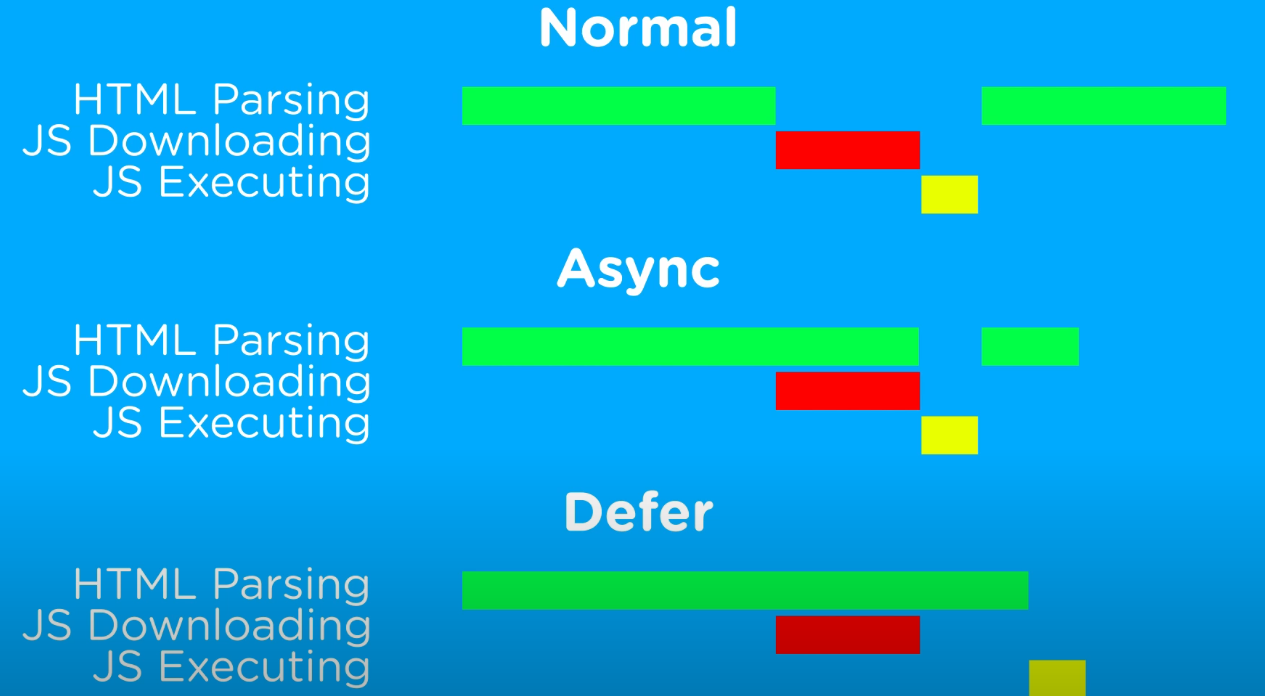 Normal
HTML Parsing
JS Downloading
JS Executing
Async
HTML Parsing
JS Downloading
JS Executing
Defer
HTML Parsing
JS Downloading
JS Executing